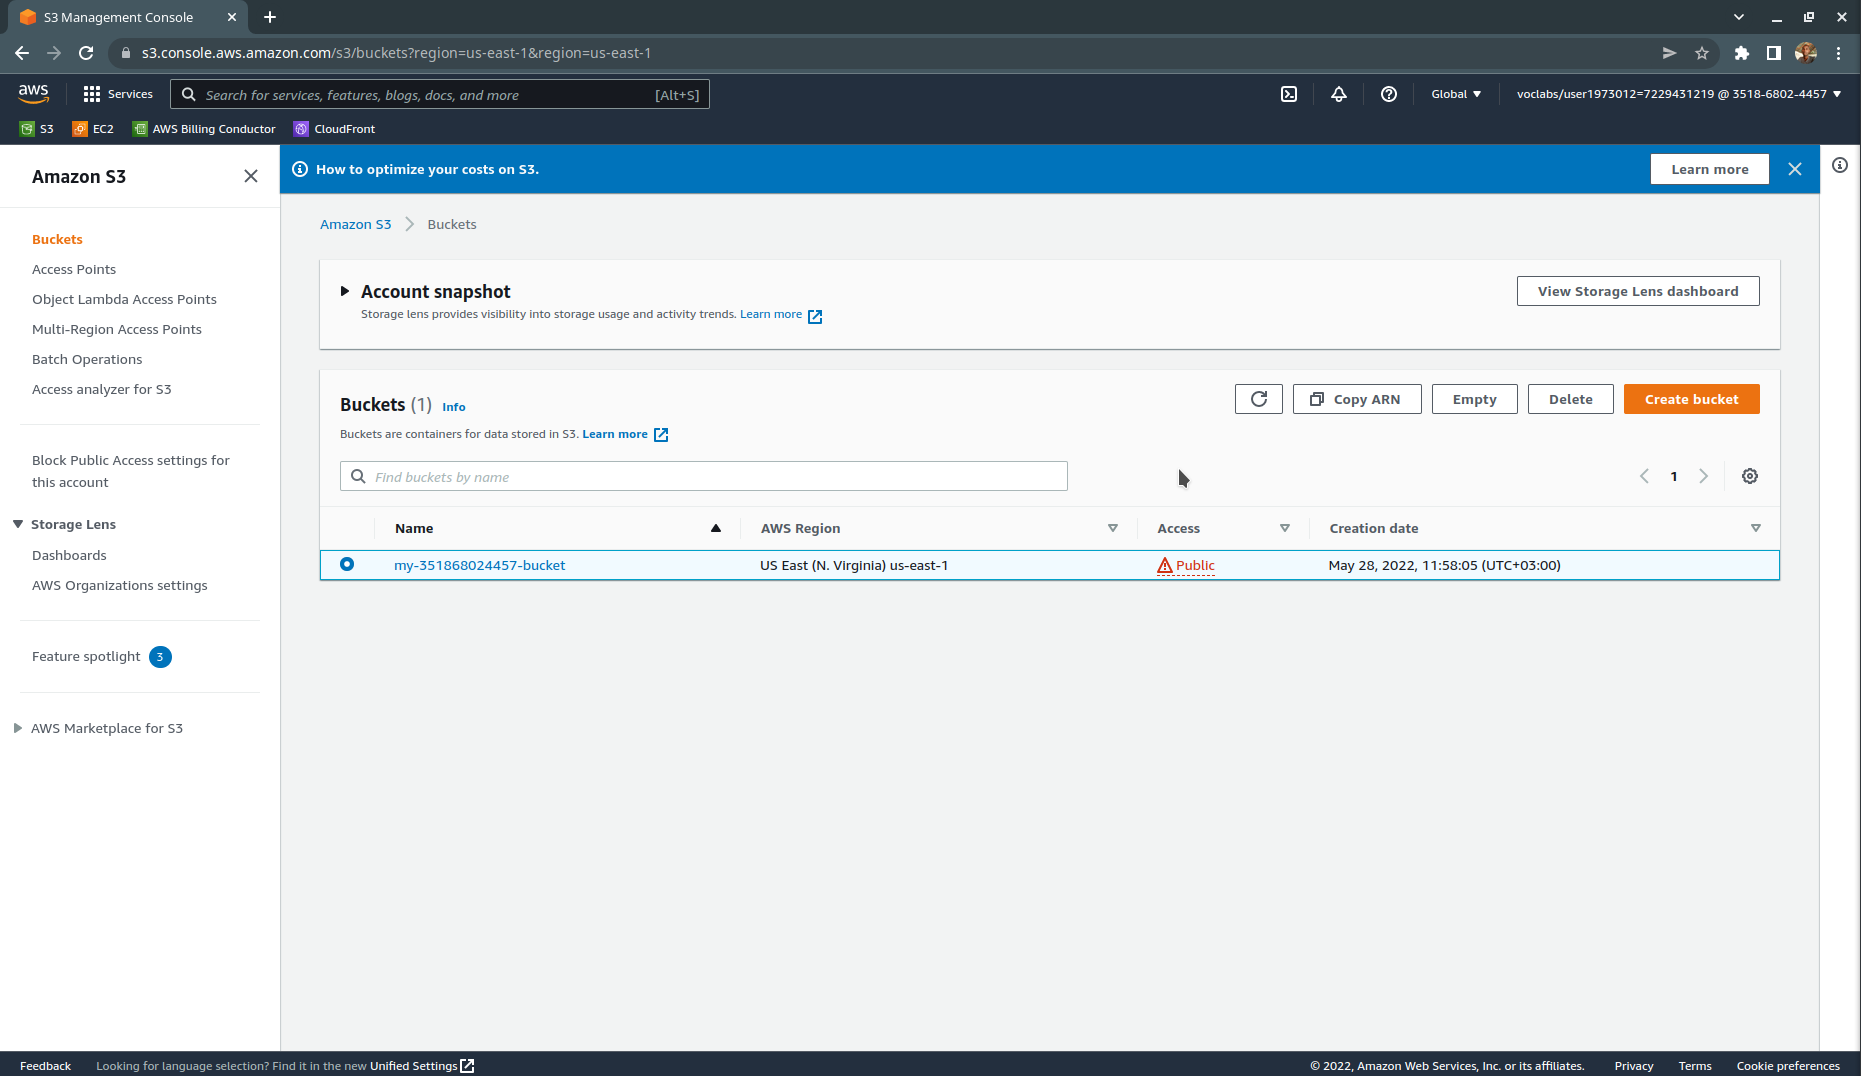 S3 Management Console
s3.console.aws.amazon.com/s3/buckets?region=us-east-1&region=us-east-1
aws
Services
Search for services, features, blogs, docs, and more
[Alt+S]
Global
voclabs/user1973012=7229431219 @ 3518-6802-4457
S3
EC2
AWS Billing Conductor
CloudFront
Amazon S3
How to optimize your costs on S3.
Learn more
Buckets
Access Points
Object Lambda Access Points
Multi-Region Access Points
Batch Operations
Access analyzer for S3
Block Public Access settings for
this account
Storage Lens
Dashboards
AWS Organizations settings
Feature spotlight 3
AWS Marketplace for S3
Amazon S3
Buckets
Account snapshot
View Storage Lens dashboard
Storage lens provides visibility into storage usage and activity trends. Learn more
Buckets (1) Info
Copy ARN
Empty
Delete
Create bucket
Buckets are containers for data stored in S3. Learn more
Find buckets by name
1
Name
AWS Region
Access
Creation date
my-351868024457-bucket
US East (N. Virginia) us-east-1
Public
May 28, 2022, 11:58:05 (UTC+03:00)
Feedback
Looking for language selection? Find it in the new Unified Settings
© 2022, Amazon Web Services, Inc. or its affiliates.
Privacy
Terms
Cookie preferences